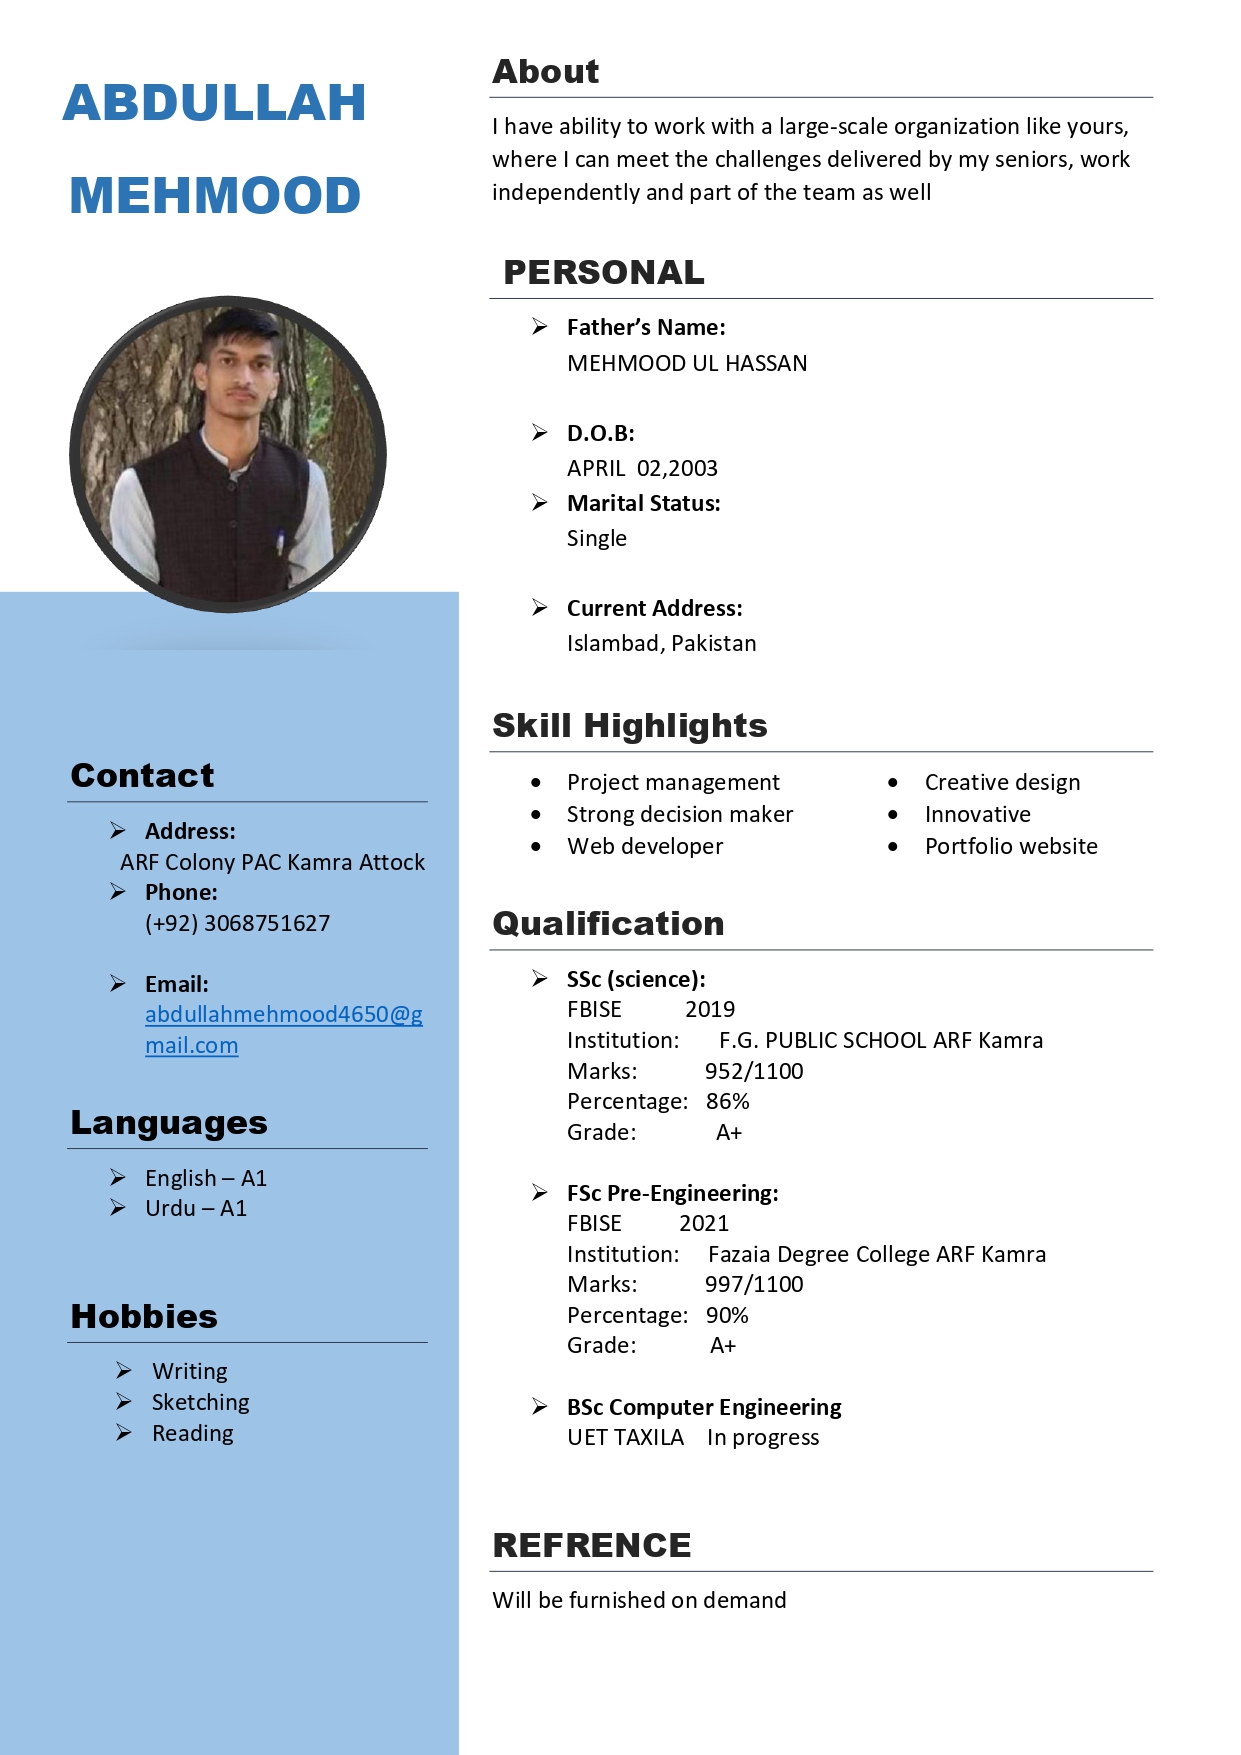 ABDULLAH
MEHMOOD
Contact
Address:
ARF Colony PAC Kamra Attock
Phone:
(+92) 3068751627
Email:
abdullahmehmood4650@g
mail.com
Languages
English – A1
Urdu – A1
Hobbies
Writing
Sketching
Reading
About
I have ability to work with a large-scale organization like yours,
where I can meet the challenges delivered by my seniors, work
independently and part of the team as well
PERSONAL
Father’s Name:
MEHMOOD UL HASSAN
D.O.B:
APRIL 02,2003
Marital Status:
Single
Current Address:
Islambad, Pakistan
Skill Highlights
Project management
Strong decision maker
Web developer
Creative design
Innovative
Portfolio website
Qualification
SSc (science):
FBISE 2019
Institution: F.G. PUBLIC SCHOOL ARF Kamra
Marks: 952/1100
Percentage: 86%
Grade: A+
FSc Pre-Engineering:
FBISE 2021
Institution: Fazaia Degree College ARF Kamra
Marks: 997/1100
Percentage: 90%
Grade: A+
BSc Computer Engineering
UET TAXILA In progress
REFRENCE
Will be furnished on demand